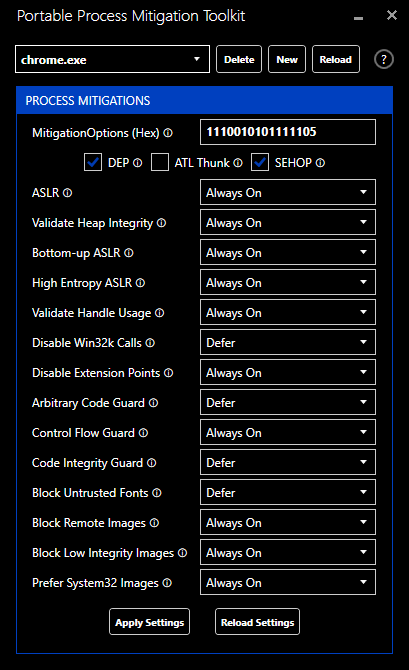 Portable Process Mitigation Toolkit
chrome.exe Delete New Reload ?
PROCESS MITIGATIONS
MitigationOptions (Hex) 1110010101111105
DEP ATL Thunk SEHOP
ASLR Always On
Validate Heap Integrity Always On
Bottom-up ASLR Always On
High Entropy ASLR Always On
Validate Handle Usage Always On
Disable Win32k Calls Defer
Disable Extension Points Always On
Arbitrary Code Guard Defer
Control Flow Guard Always On
Code Integrity Guard Defer
Block Untrusted Fonts Defer
Block Remote Images Always On
Block Low Integrity Images Always On
Prefer System32 Images Always On
Apply Settings Reload Settings